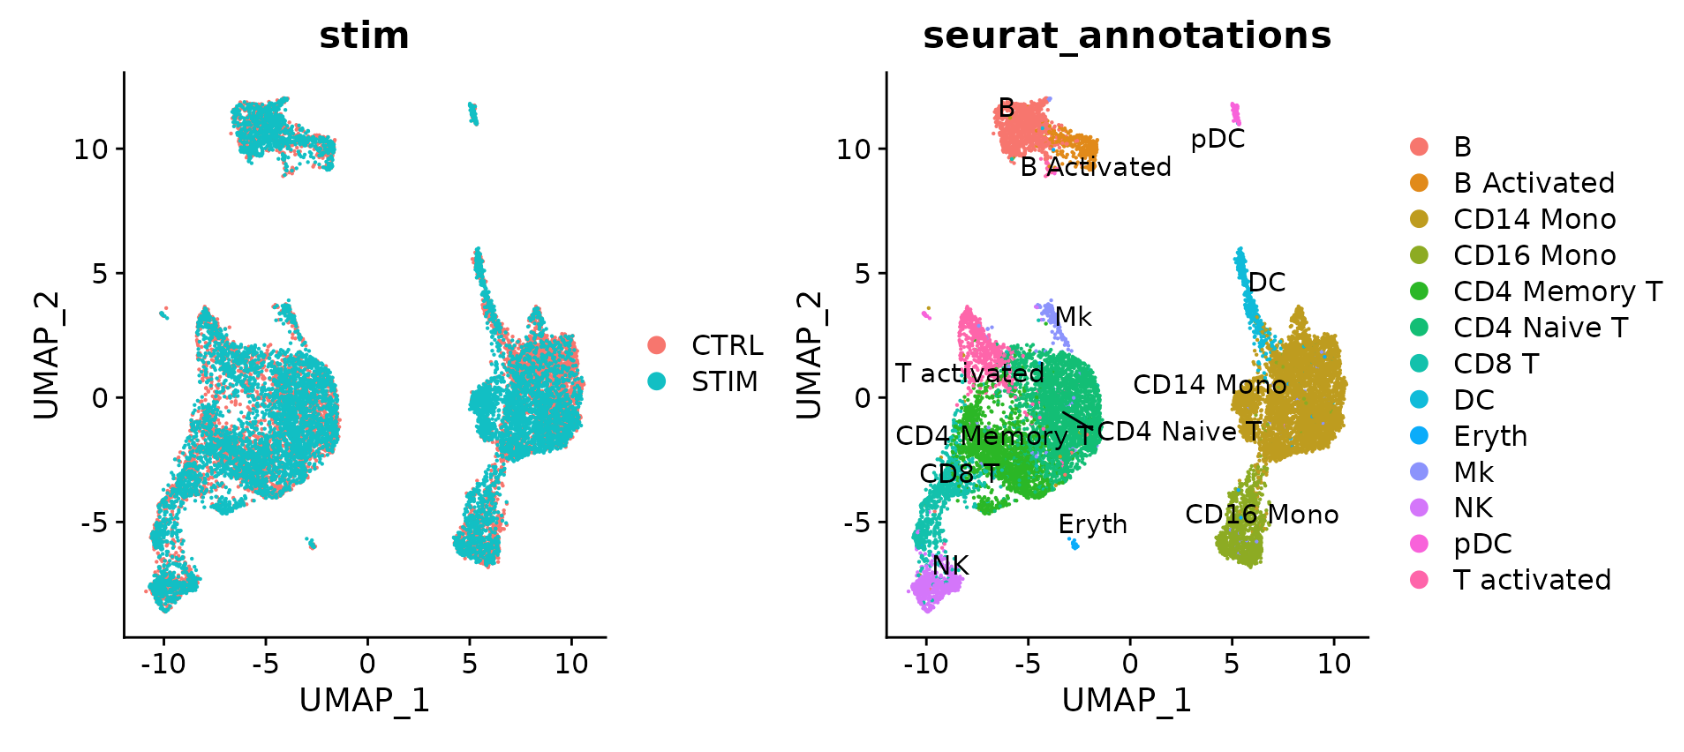 stim
10
5
0
-5
UMAP_2
-10 -5 0 5 10
UMAP_1
CTRL
STIM
seurat_annotations
10
5
0
-5
UMAP_2
-10 -5 0 5 10
UMAP_1
B
pDC
B Activated
DC
Mk
T activated
CD14 Mono
CD4 Memory T
CD4 Naive T
CD8 T
CD16 Mono
Eryth
NK
B
B Activated
CD14 Mono
CD16 Mono
CD4 Memory T
CD4 Naive T
CD8 T
DC
Eryth
Mk
NK
pDC
T activated